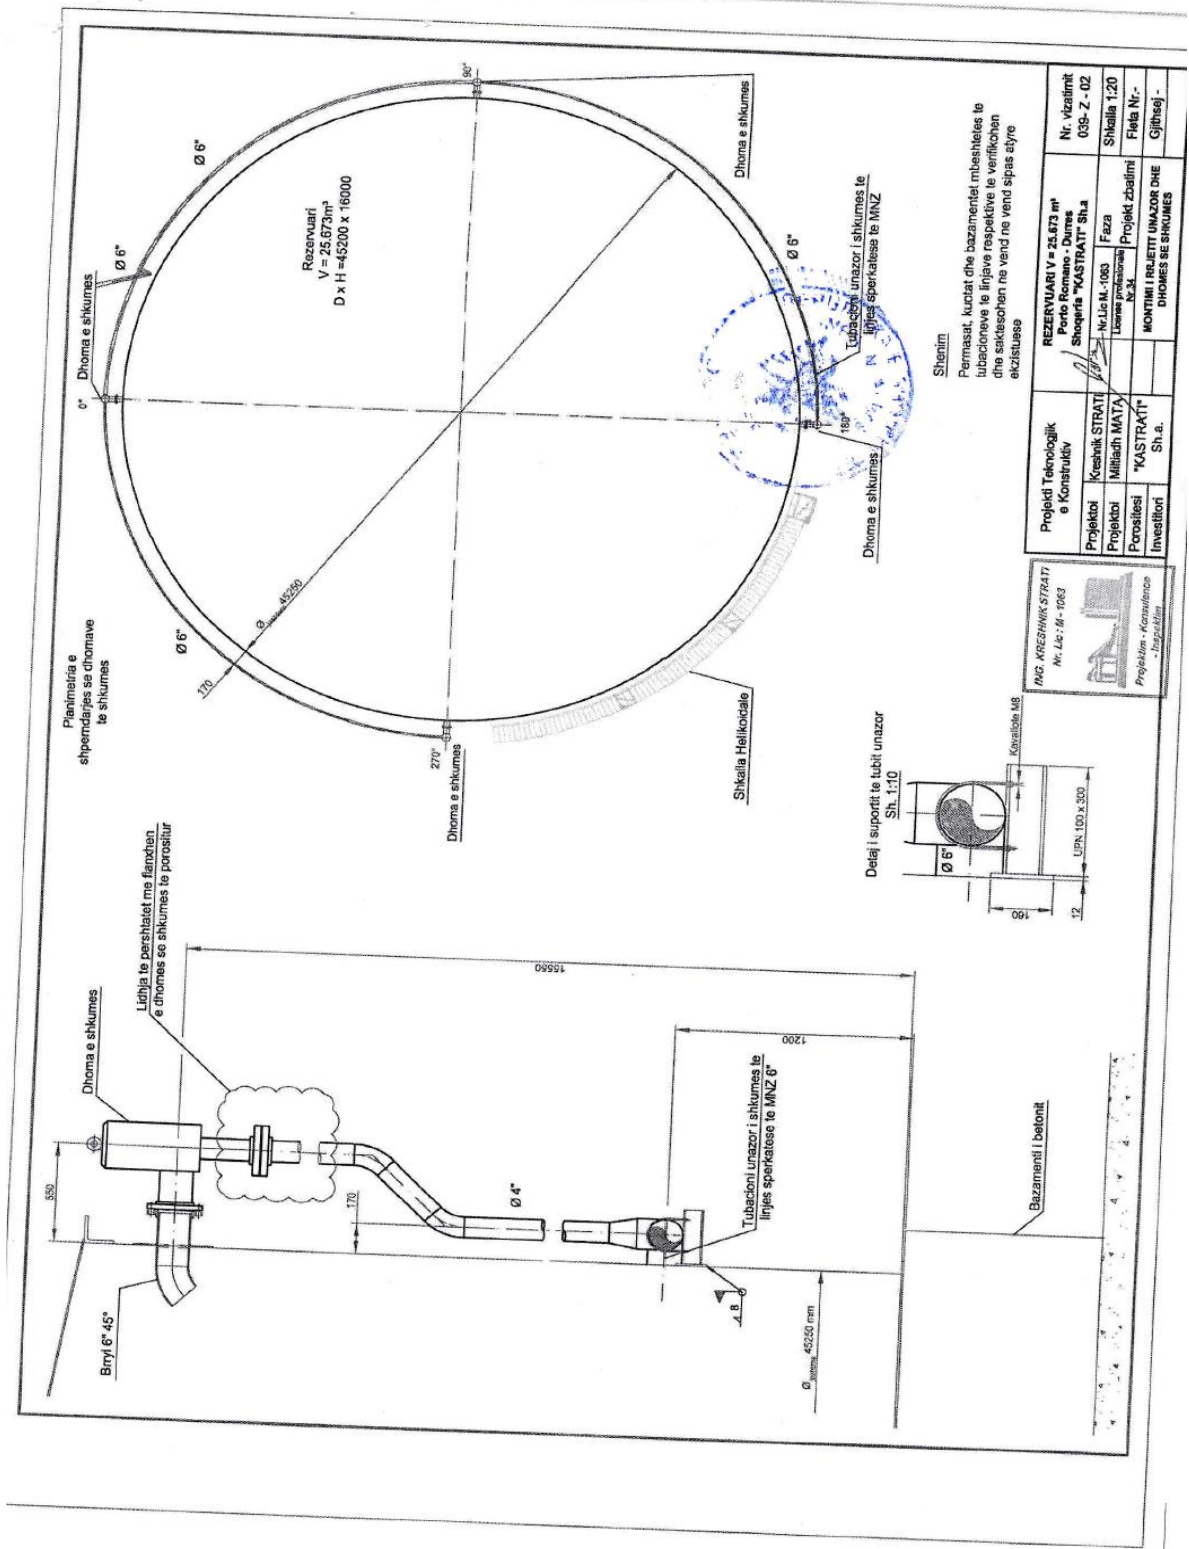 Planimetria e
shperndarjes se dhomave
te shkumes
Dhoma e shkumes
0°
Ø 6"
Ø 6"
90°
Dhoma e shkumes
Rezervuari
V = 25.673m³
D x H =45200 x 16000
Ø 45250
170
Ø 6"
270°
Dhoma e shkumes
Shkalla Helikoidale
180°
Dhoma e shkumes
Ø 6"
Tubacioni unazor i shkumes te
linjes sperkatese te MNZ
Shenim
Permasat, kuotat dhe bazamentet mbeshtetes te
tubacioneve te linjave respektive te verifikohen
dhe saktesohen ne vend ne vend sipas atyre
ekzistuese
Dhoma e shkumes
Lidhja te pershtatet me flanxhen
e dhomes se shkumes te porositur
550
Brryl 6" 45°
170
Ø 4"
15550
1200
Tubacioni unazor i shkumes te
linjes sperkatese te MNZ 6"
Ø 45250 mm
Bazamenti i betonit
Detaj i suportit te tubit unazor
Sh. 1:10
Ø 6"
Kavallote M8
160
12
UPN 100 x 300
ING. KRESHNIK STRATI
Nr. Lic : M - 1063
Projektim - Konsulence
- Inspektim
Projekti Teknologjik
e Konstruktiv
REZERVUARI V = 25.673 m³
Porto Romano - Durres
Shoqeria "KASTRATI" Sh.a
Nr. vizatimit
039- Z - 02
Projektoi Kreshnik STRATI Nr.Lic M.-1063 Faza Shkalla 1:20
Projektoi Miltiadh MATA License profesionale Nr.34 Projekt zbatimi Fleta Nr.-
Porositesi "KASTRATI"
Investitori Sh.a.
MONTIMI I RRJETIT UNAZOR DHE
DHOMES SE SHKUMES
Gjithsej -